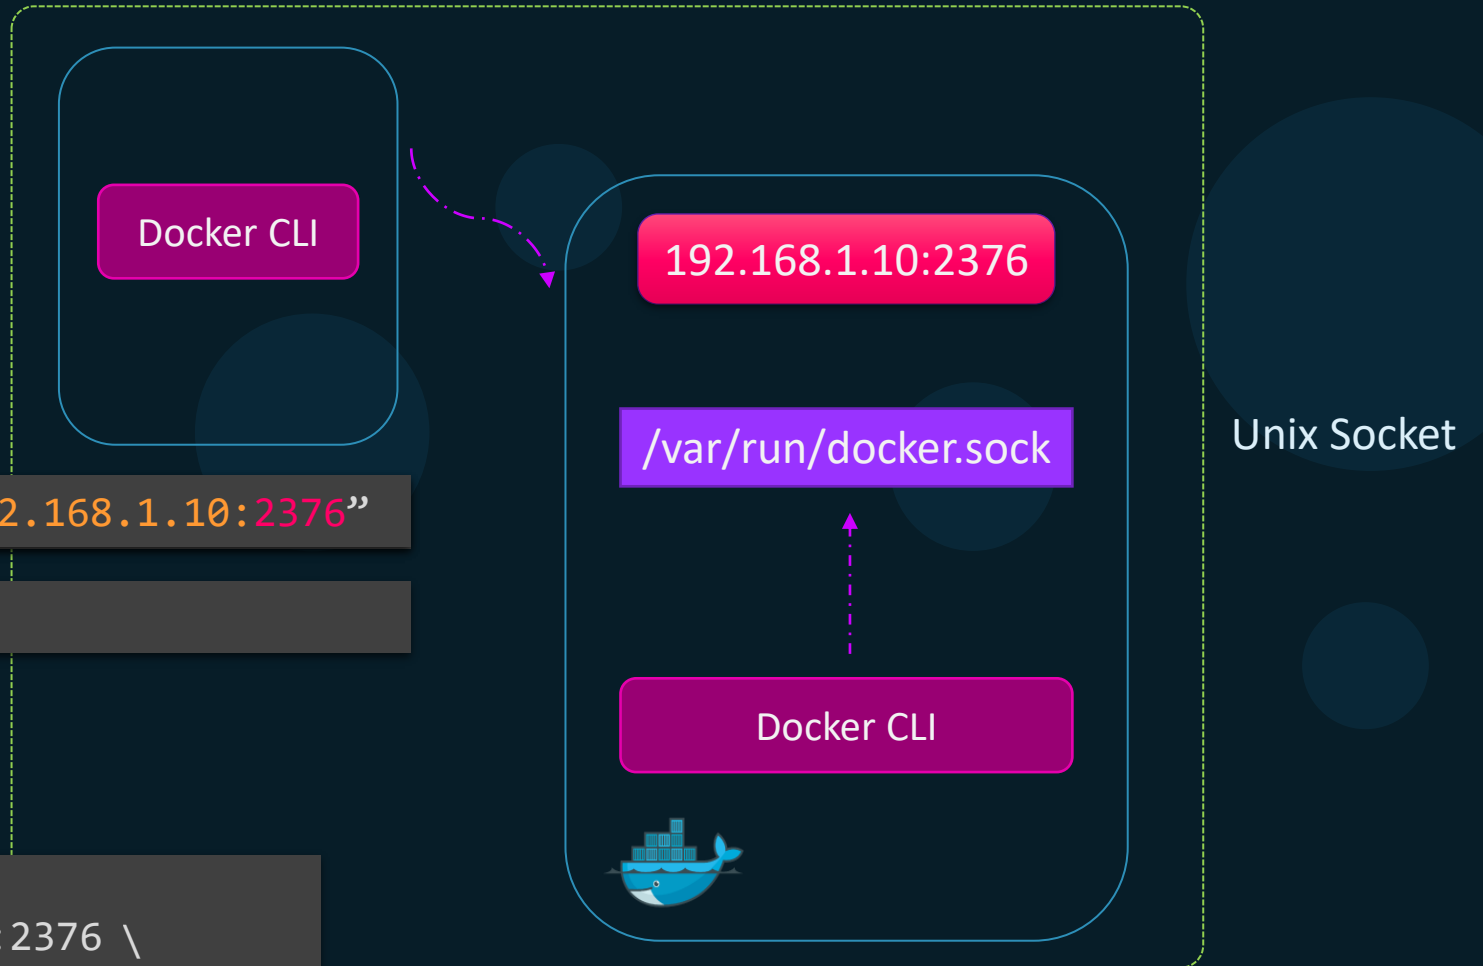 Docker CLI
192.168.1.10:2376
/var/run/docker.sock
Unix Socket
2.168.1.10:2376”
Docker CLI
:2376 \